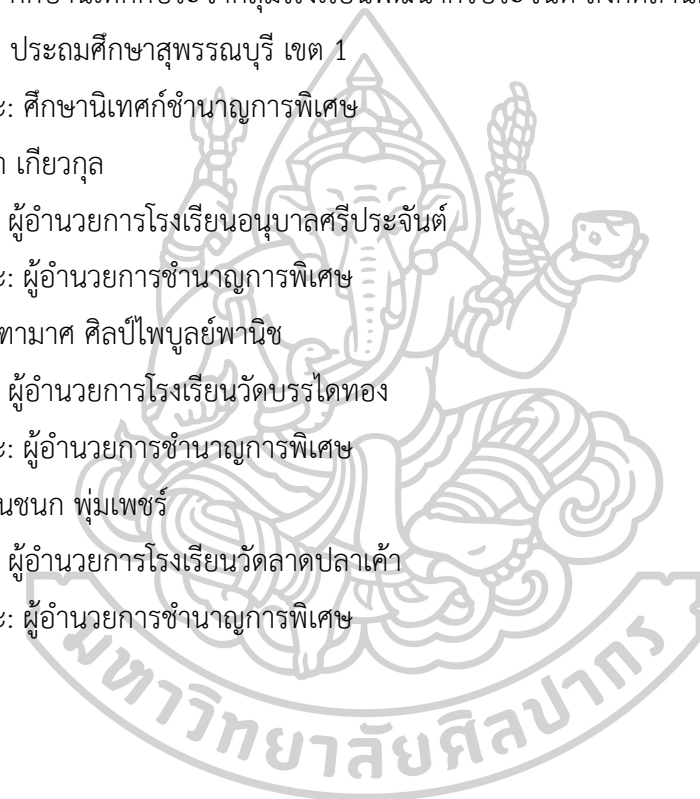 ประถมศึกษาสุพรรณบุรี เขต 1
ะ: ศึกษานิเทศก์ชำนาญการพิเศษ
า เกียวกุล
ผู้อำนวยการโรงเรียนอนุบาลศรีประจันต์
ะ: ผู้อำนวยการชำนาญการพิเศษ
ฑามาศ ศิลป์ไพบูลย์พานิช
ผู้อำนวยการโรงเรียนวัดบรรไดทอง
ะ: ผู้อำนวยการชำนาญการพิเศษ
นชนก พุ่มเพชร์
ผู้อำนวยการโรงเรียนวัดลาดปลาเค้า
ะ: ผู้อำนวยการชำนาญการพิเศษ
มหาวิทยาลัยศิลปากร